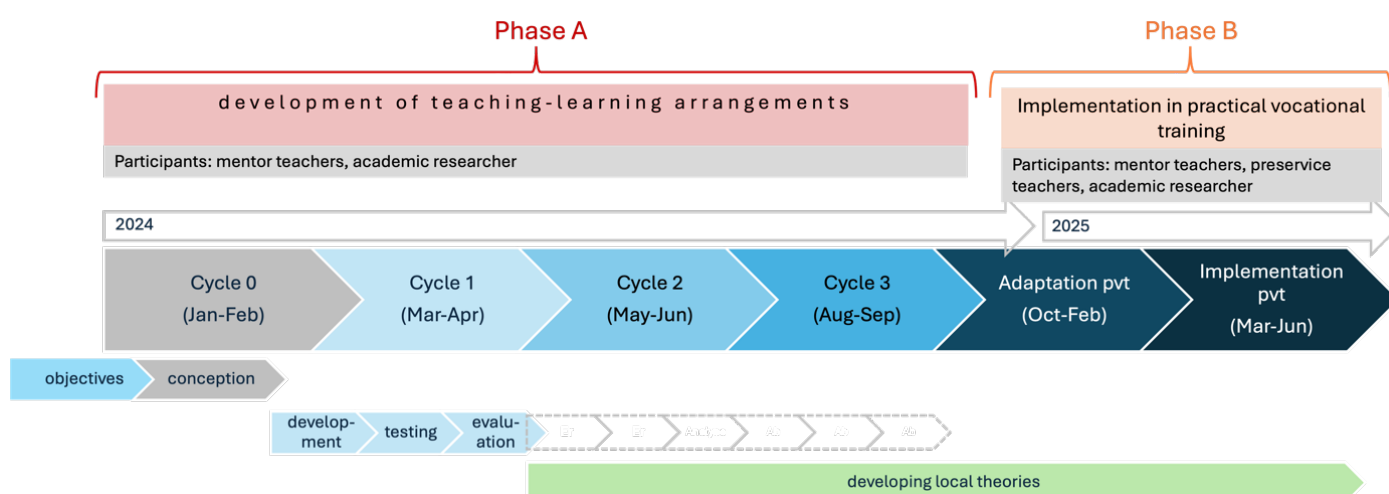 Phase A
Phase B
development of teaching-learning arrangements
Implementation in practical vocational
training
Participants: mentor teachers, academic researcher
Participants: mentor teachers, preservice
teachers, academic researcher
2024
2025
Cycle 0
(Jan-Feb)
Cycle 1
(Mar-Apr)
Cycle 2
(May-Jun)
Cycle 3
(Aug-Sep)
Adaptation pvt
(Oct-Feb)
Implementation
pvt
(Mar-Jun)
objectives
conception
develop-
ment
testing
evalu-
ation
developing local theories